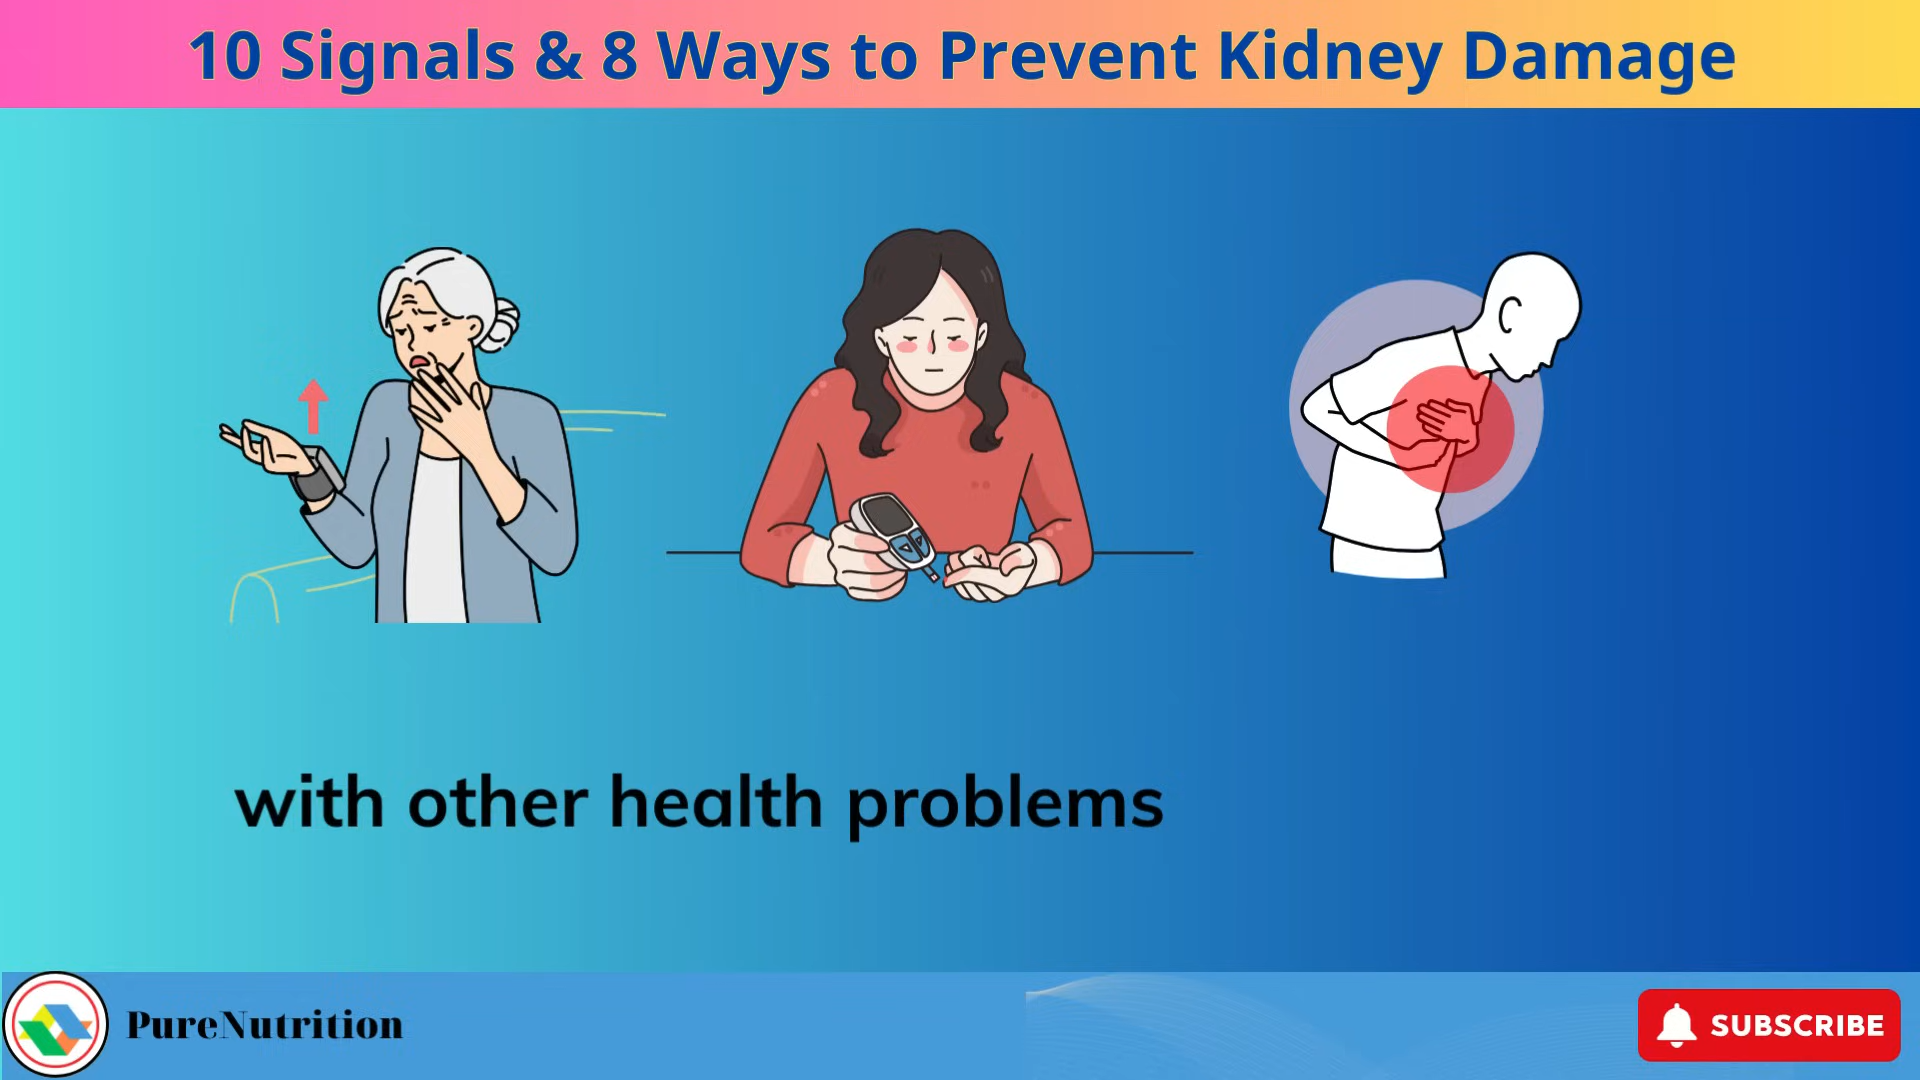 10 Signals & 8 Ways to Prevent Kidney Damage
with other health problems
PureNutrition
SUBSCRIBE